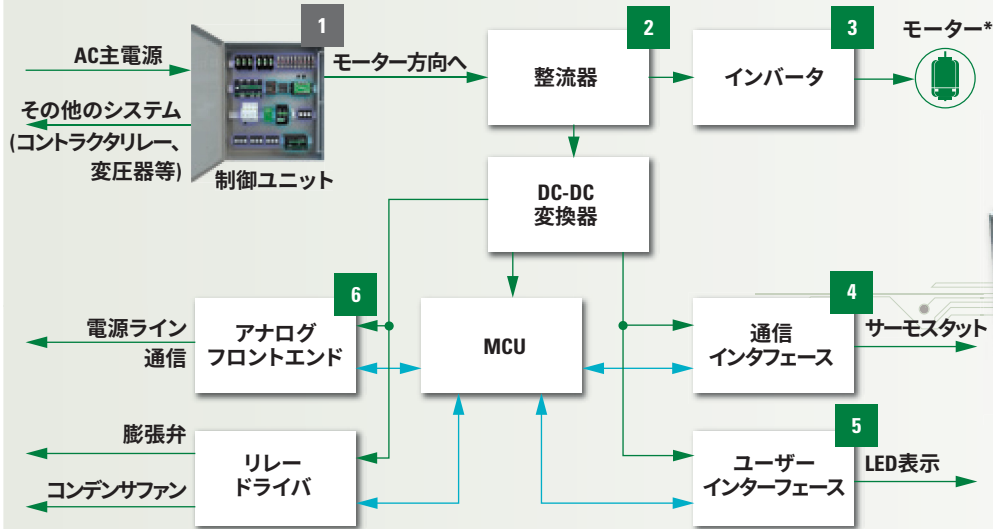 1
2
3
モーター*
AC主電源
モーター方向へ
整流器
インバータ
その他のシステム
(コントラクタリレー、
変圧器等)
制御ユニット
DC-DC
変換器
6
4
電源ライン
通信
アナログ
フロントエンド
MCU
通信
インタフェース
サーモスタット
5
膨張弁
コンデンサファン
リレー
ドライバ
ユーザー
インターフェース
LED表示